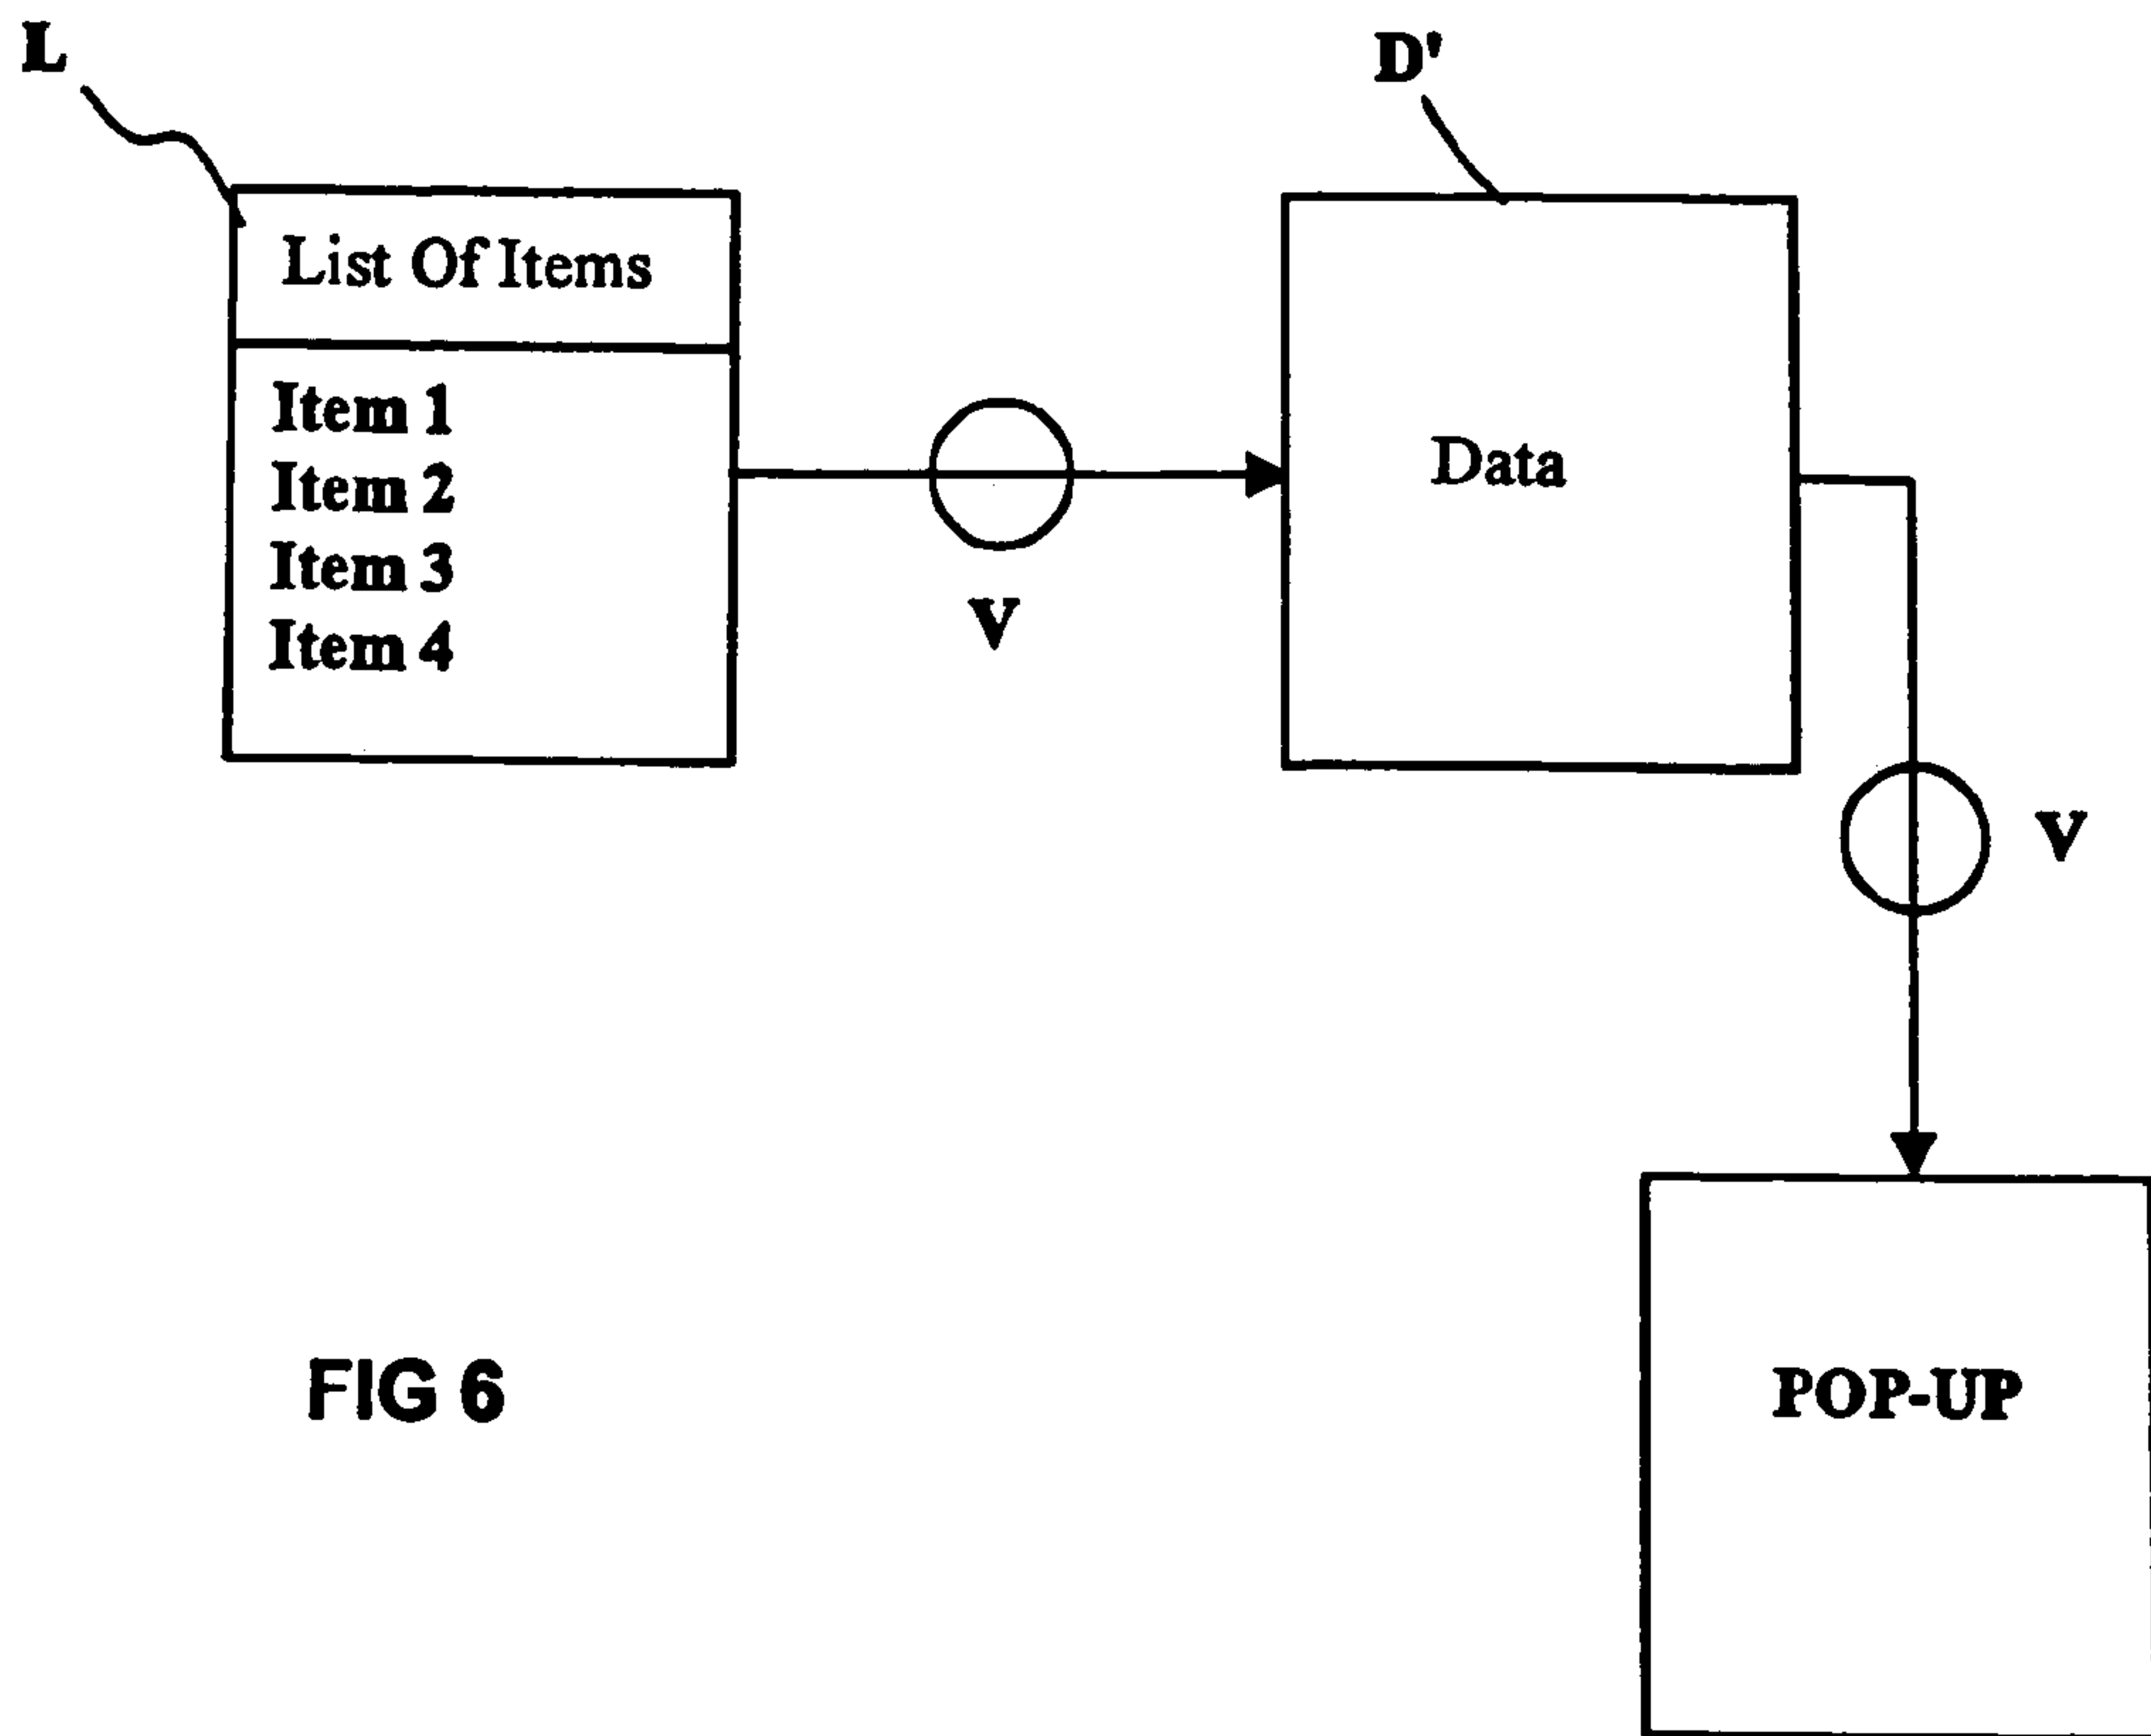 L
D'
List Of Items
Item 1
Item 2
Item 3
Item 4
V
Data
V
POP-UP
FIG 6